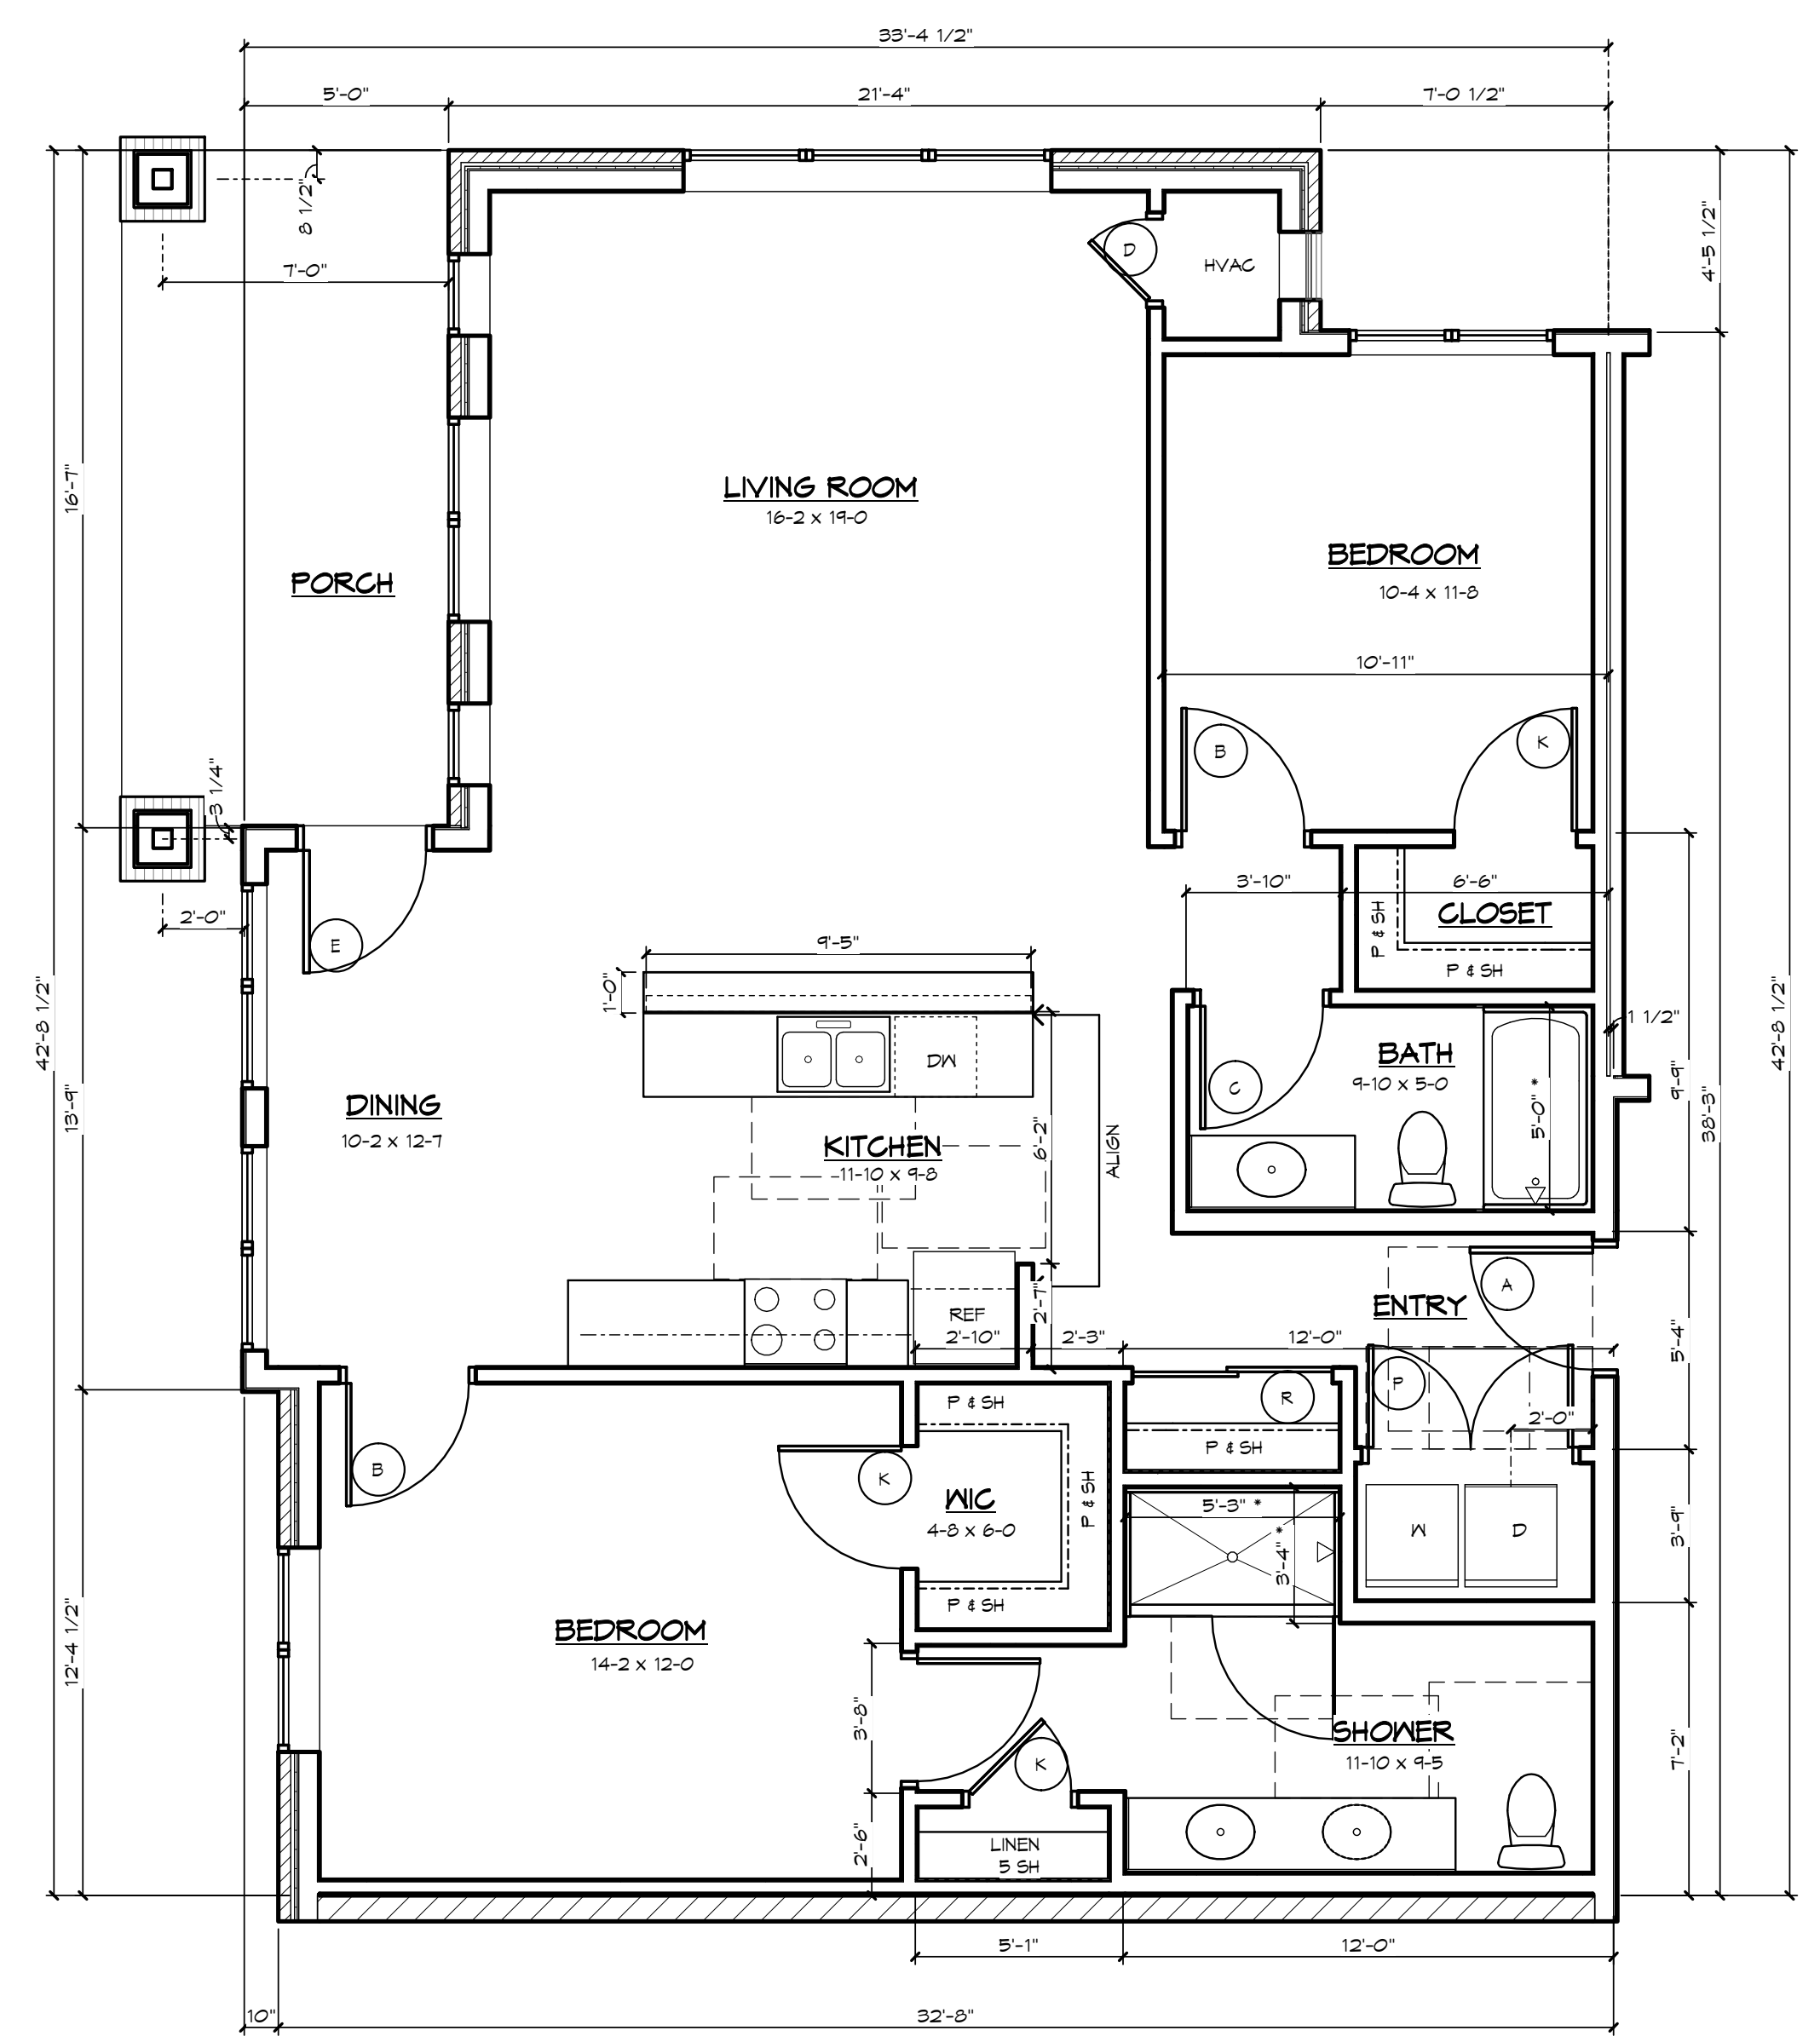 33'-4 1/2"
5'-0"
21'-4"
7'-0 1/2"
8 1/2"
7'-0"
4'-5 1/2"
D
HVAC
16'-7"
LIVING ROOM
16-2 x 19-0
BEDROOM
10-4 x 11-8
PORCH
10'-11"
B
K
3 1/4"
3'-10"
6'-6"
P & SH
CLOSET
P & SH
2'-0"
E
9'-5"
1'-0"
42'-8 1/2"
13'-9"
DW
1 1/2"
BATH
9-10 x 5-0
5'-0" *
C
9'-9"
38'-3"
42'-8 1/2"
DINING
10-2 x 12-7
KITCHEN
11-10 x 9-8
6'-2"
ALIGN
A
ENTRY
REF
2'-7"
2'-10"
2'-3"
12'-0"
5'-4"
P & SH
R
P
2'-0"
P & SH
B
K
WIC
4-8 x 6-0
P & SH
5'-3" *
3'-4" *
W
D
3'-9"
P & SH
12'-4 1/2"
BEDROOM
14-2 x 12-0
3'-8"
K
SHOWER
11-10 x 9-5
7'-2"
2'-6"
LINEN
5 SH
5'-1"
12'-0"
10"
32'-8"